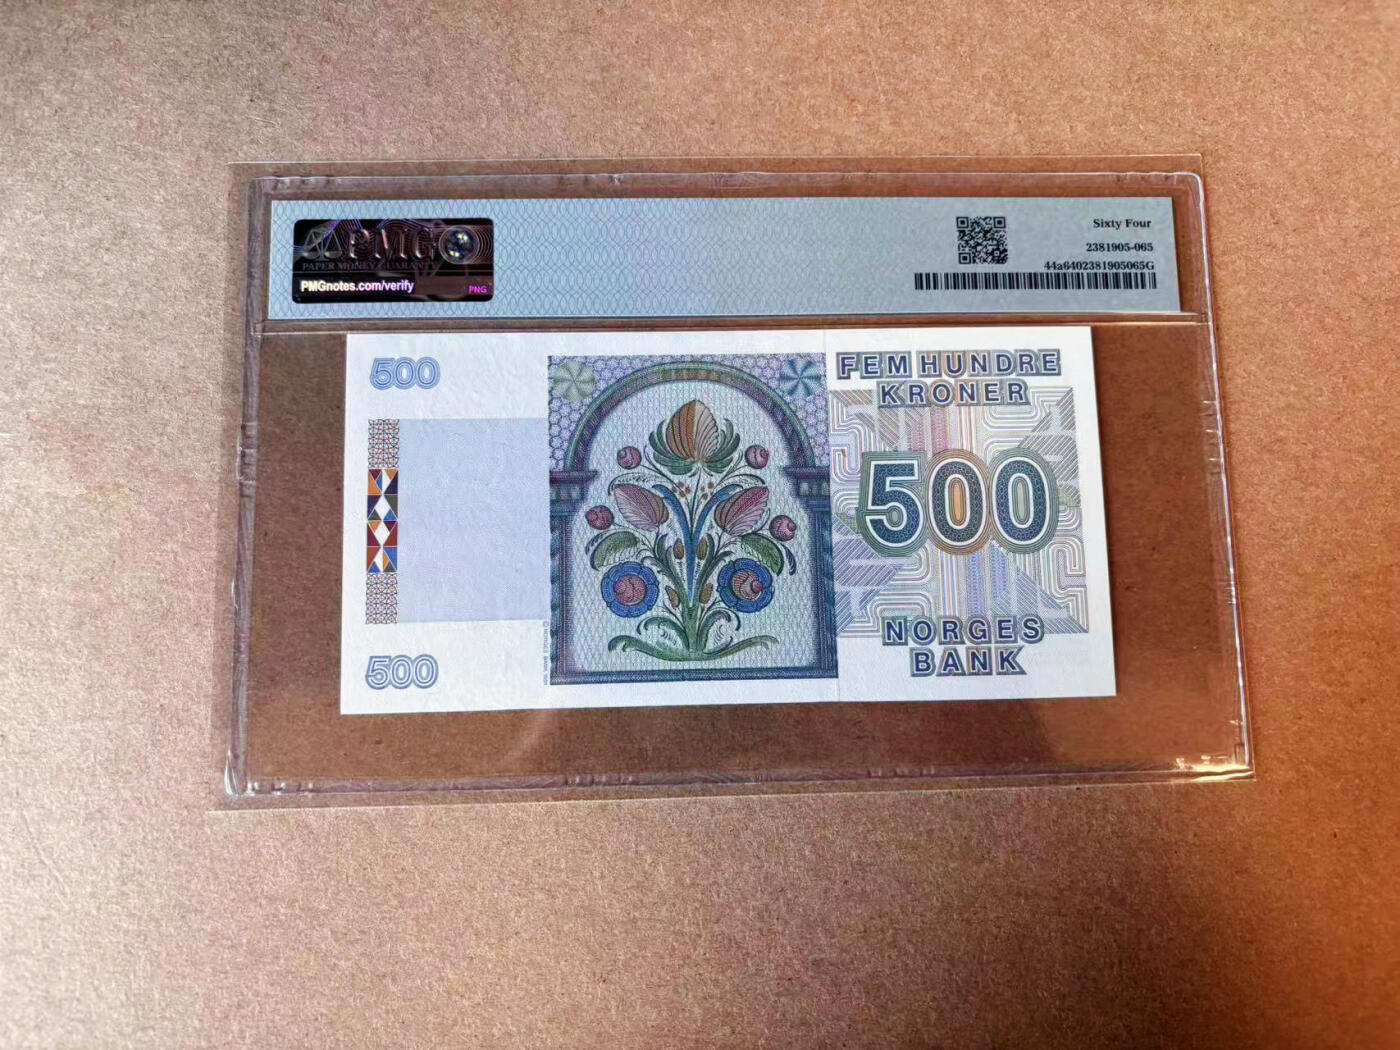 PMG
PAPER MONEY GUARANTY
PMGnotes.com/verify
PNG
Sixty Four
2381905-065
44a6402381905065G
500
FEM HUNDRE
KRONER
500
NORGES
BANK
500